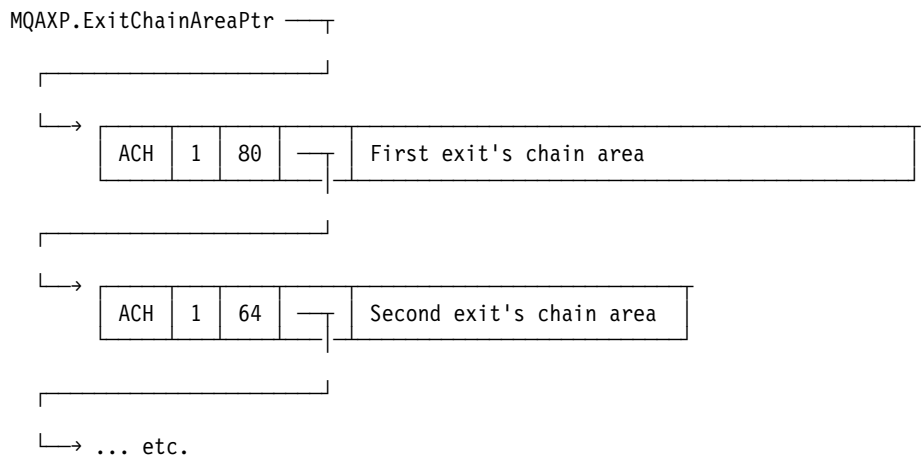 MQAXP.ExitChainAreaPtr
ACH 1 80 First exit's chain area
ACH 1 64 Second exit's chain area
... etc.